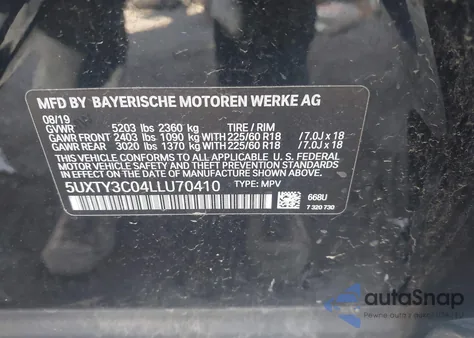 MFD BY BAYERISCHE MOTOREN WERKE AG
08/19
GVWR 5203 lbs 2360 kg TIRE / RIM
GAWR FRONT 2403 lbs 1090 kg WITH 225/60 R18 /7.0J x 18
GAWR REAR 3020 lbs 1370 kg WITH 225/60 R18 /7.0J x 18
THIS VEHICLE CONFORMS TO ALL APPLICABLE U. S. FEDERAL
MOTOR VEHICLE SAFETY AND THEFT PREVENTION STANDARDS
IN EFFECT ON THE DATE OF MANUFACTURE SHOWN ABOVE.
5UXTY3C04LLU70410 TYPE: MPV
668U
7 320 730
autoSnap